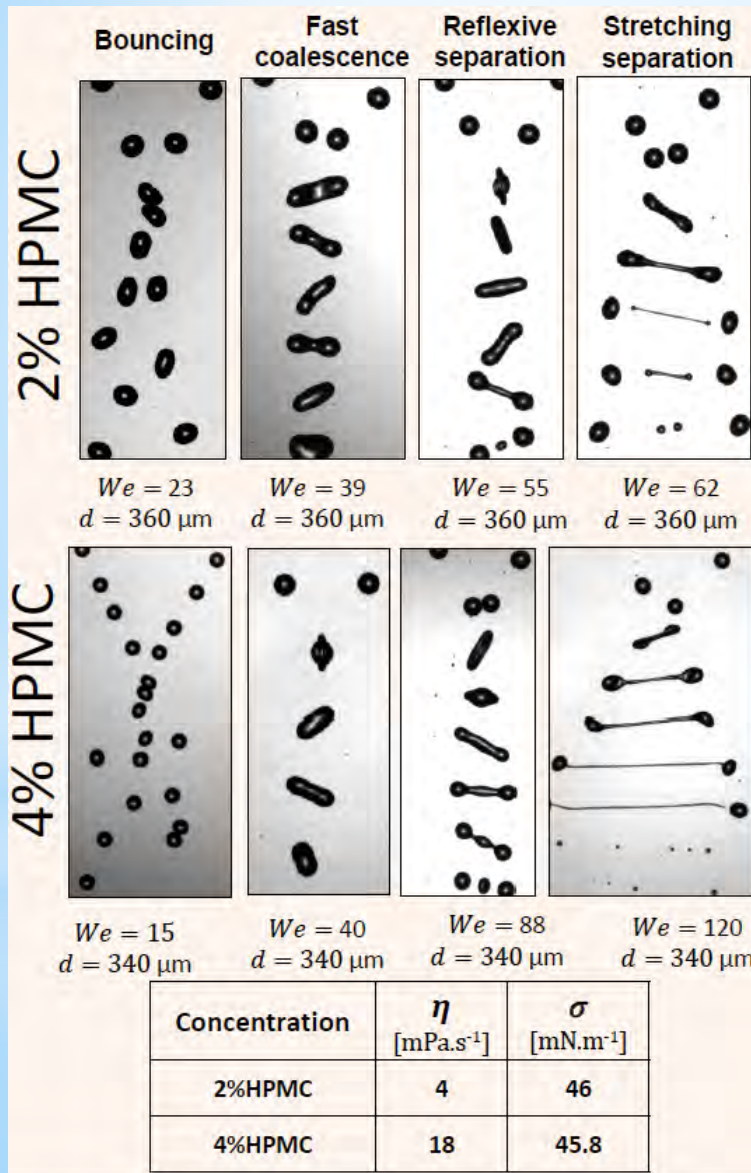 Bouncing
Fast
coalescence
Reflexive
separation
Stretching
separation
2% HPMC
We = 23
d = 360 μm
We = 39
d = 360 μm
We = 55
d = 360 μm
We = 62
d = 360 μm
4% HPMC
We = 15
d = 340 μm
We = 40
d = 340 μm
We = 88
d = 340 μm
We = 120
d = 340 μm
Concentration
η
[mPa.s⁻¹]
σ
[mN.m⁻¹]
2%HPMC 4 46
4%HPMC 18 45.8